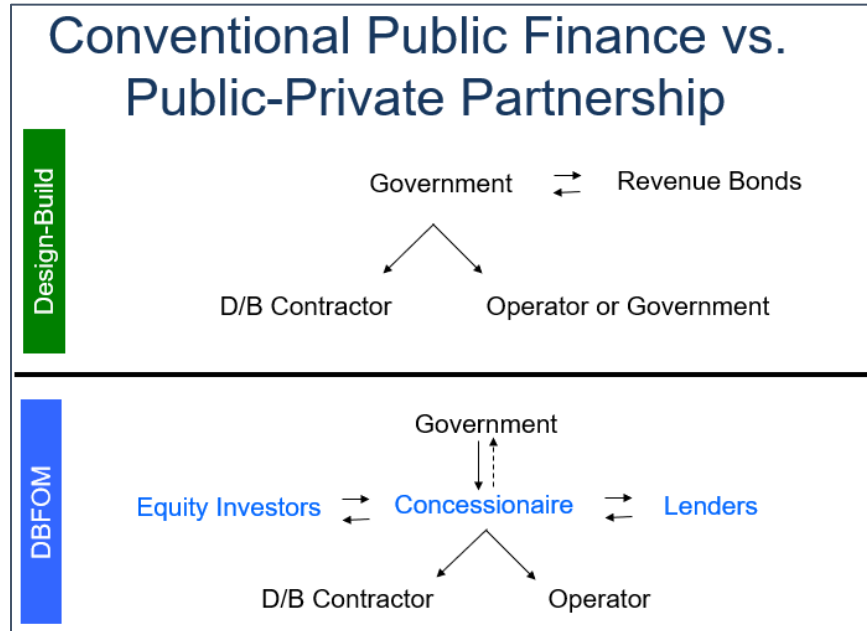 Conventional Public Finance vs.
Public-Private Partnership
Design-Build
Government
Revenue Bonds
D/B Contractor
Operator or Government
DBFOM
Government
Equity Investors
Concessionaire
Lenders
D/B Contractor
Operator